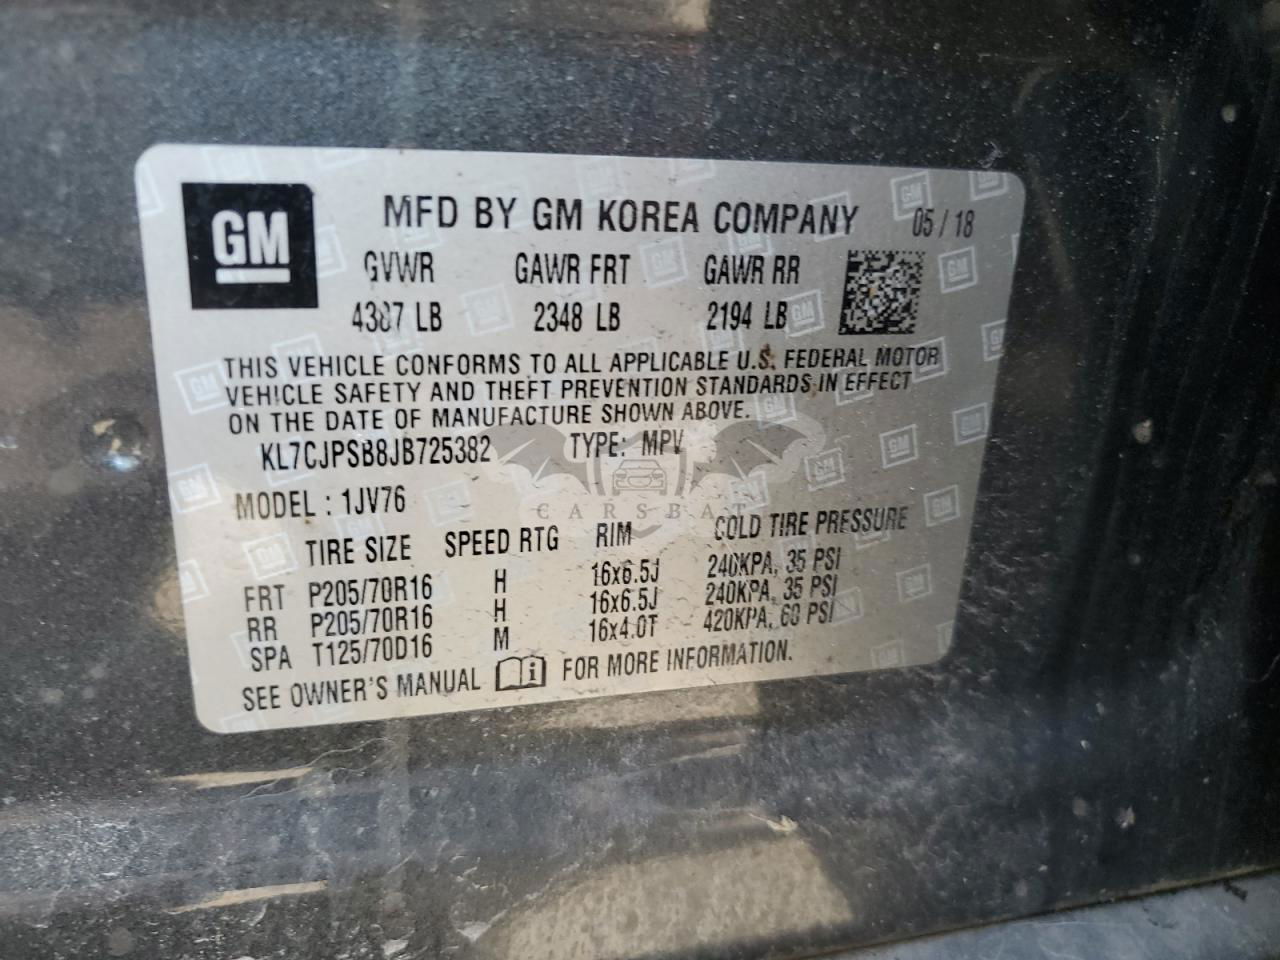 GM
MFD BY GM KOREA COMPANY 05 / 18
GVWR GAWR FRT GAWR RR
4387 LB 2348 LB 2194 LB
THIS VEHICLE CONFORMS TO ALL APPLICABLE U.S. FEDERAL MOTOR
VEHICLE SAFETY AND THEFT PREVENTION STANDARDS IN EFFECT
ON THE DATE OF MANUFACTURE SHOWN ABOVE.
KL7CJPSB8JB725382 TYPE: MPV
CARSBAT
MODEL : 1JV76
TIRE SIZE SPEED RTG RIM COLD TIRE PRESSURE
FRT P205/70R16 H 16x6.5J 240KPA, 35 PSI
RR P205/70R16 H 16x6.5J 240KPA, 35 PSI
SPA T125/70D16 M 16x4.0T 420KPA, 60 PSI
SEE OWNER'S MANUAL i FOR MORE INFORMATION.